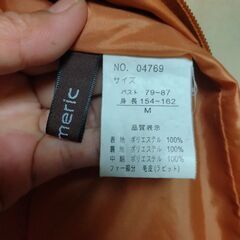 meric
NO. 04769
サイズ
バスト 79~87
身長 154~162
M
品質表示
表地 ポリエステル 100%
裏地 ポリエステル 100%
中綿 ポリエステル 100%
ファー部分 毛皮(ラビット)